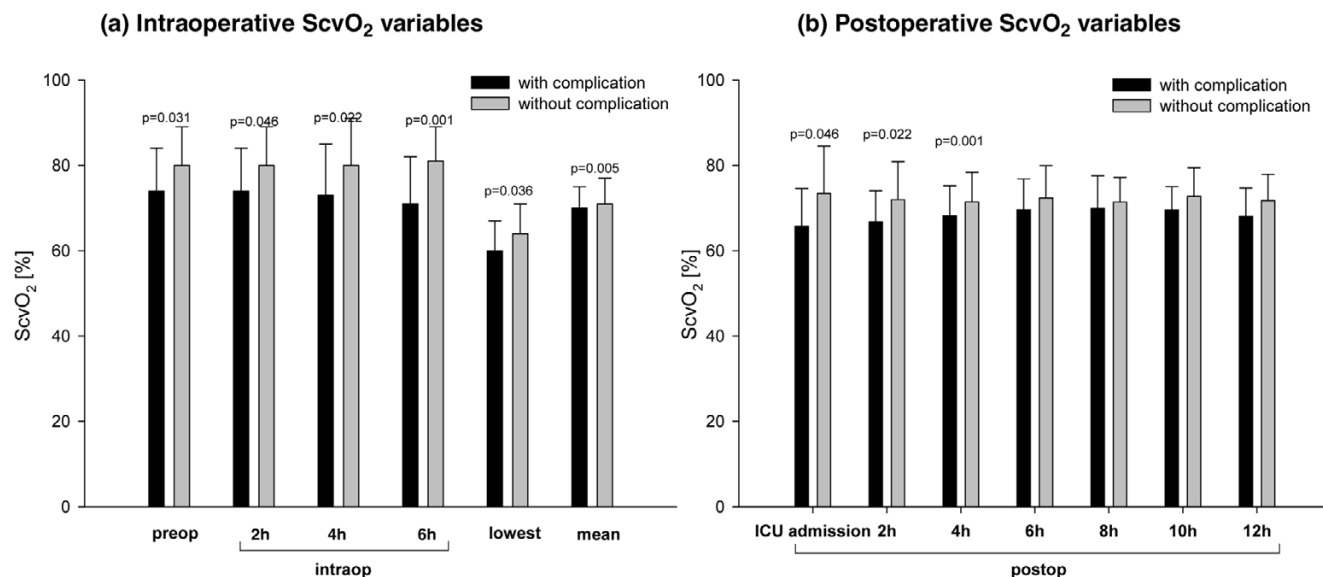 (a) Intraoperative ScvO2 variables
100
80
60
40
20
0
ScvO2 [%]
with complication
without complication
p=0.031
p=0.046
p=0.022
p=0.001
p=0.036
p=0.005
preop
2h
4h
6h
lowest
mean
intraop
(b) Postoperative ScvO2 variables
100
80
60
40
20
0
ScvO2 [%]
with complication
without complication
p=0.046
p=0.022
p=0.001
ICU admission
2h
4h
6h
8h
10h
12h
postop